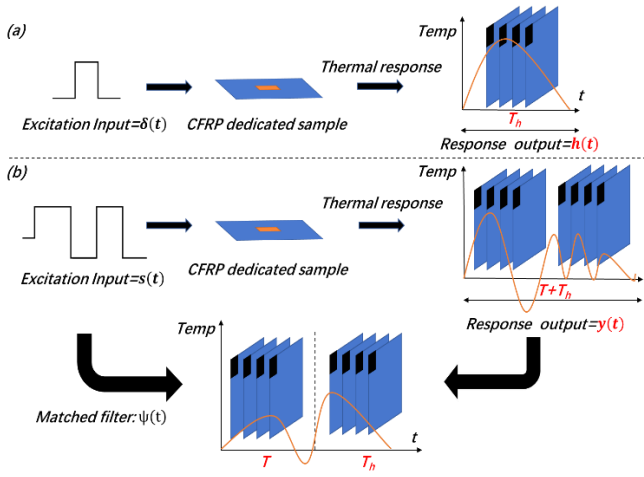 (a)
Temp
Thermal response
t
Excitation Input=δ(t)
CFRP dedicated sample
Tₕ
Response output=h(t)
(b)
Temp
Thermal response
t
Excitation Input=s(t)
CFRP dedicated sample
T+Tₕ
Response output=y(t)
Temp
Matched filter: ψ(t)
t
T
Tₕ